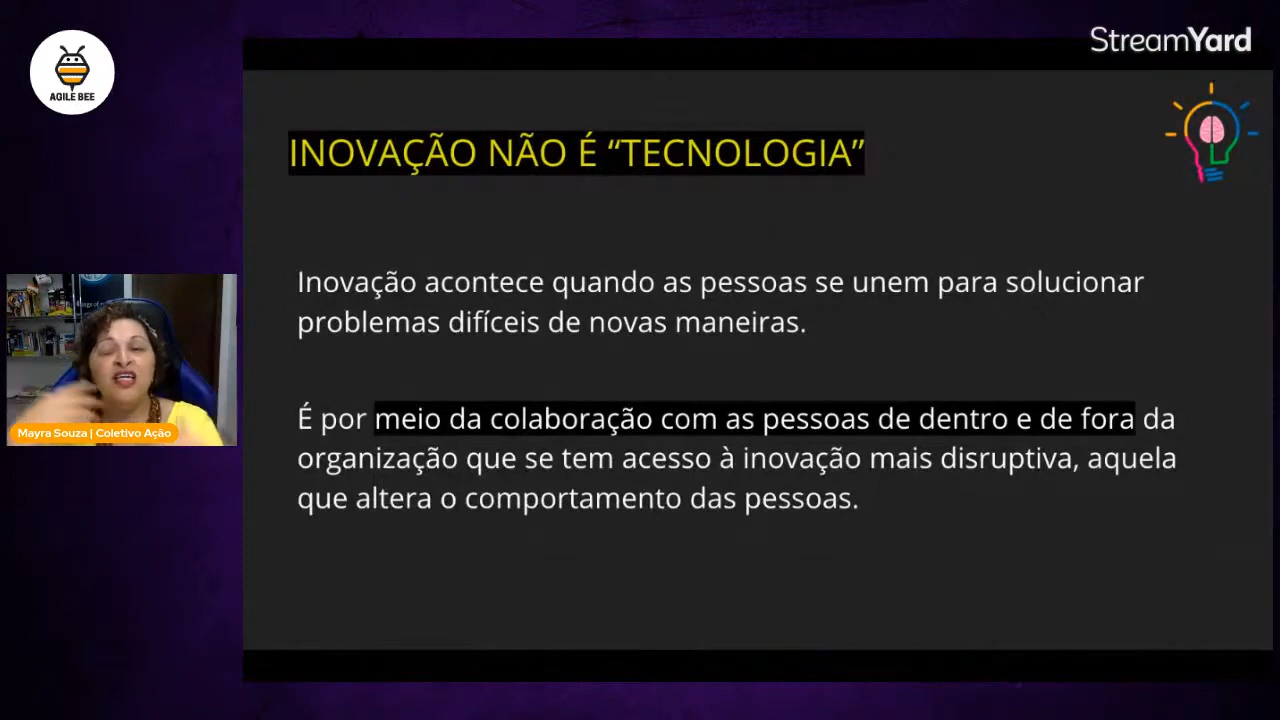 AGILE BEE
StreamYard
INOVAÇÃO NÃO É “TECNOLOGIA”
Inovação acontece quando as pessoas se unem para solucionar
problemas difíceis de novas maneiras.
É por meio da colaboração com as pessoas de dentro e de fora da
organização que se tem acesso à inovação mais disruptiva, aquela
que altera o comportamento das pessoas.
Mayra Souza | Coletivo Ação